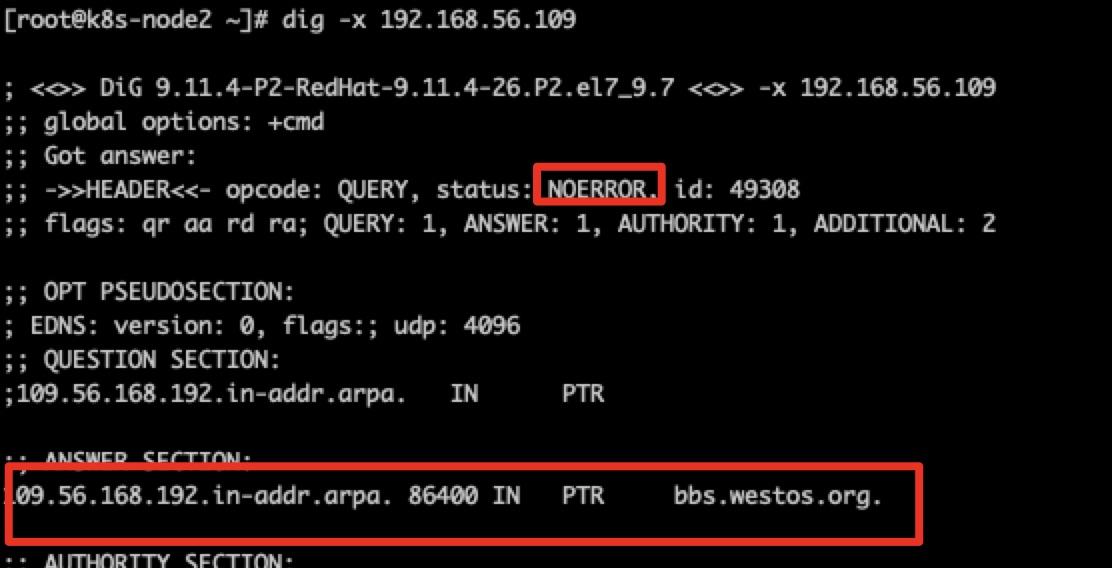 [root@k8s-node2 ~]# dig -x 192.168.56.109
; <<>> DiG 9.11.4-P2-RedHat-9.11.4-26.P2.el7_9.7 <<>> -x 192.168.56.109
;; global options: +cmd
;; Got answer:
;; ->>HEADER<<- opcode: QUERY, status: NOERROR, id: 49308
;; flags: qr aa rd ra; QUERY: 1, ANSWER: 1, AUTHORITY: 1, ADDITIONAL: 2
;; OPT PSEUDOSECTION:
; EDNS: version: 0, flags:; udp: 4096
;; QUESTION SECTION:
;109.56.168.192.in-addr.arpa. IN PTR
;; ANSWER SECTION:
109.56.168.192.in-addr.arpa. 86400 IN PTR bbs.westos.org.
;; AUTHORITY SECTION: